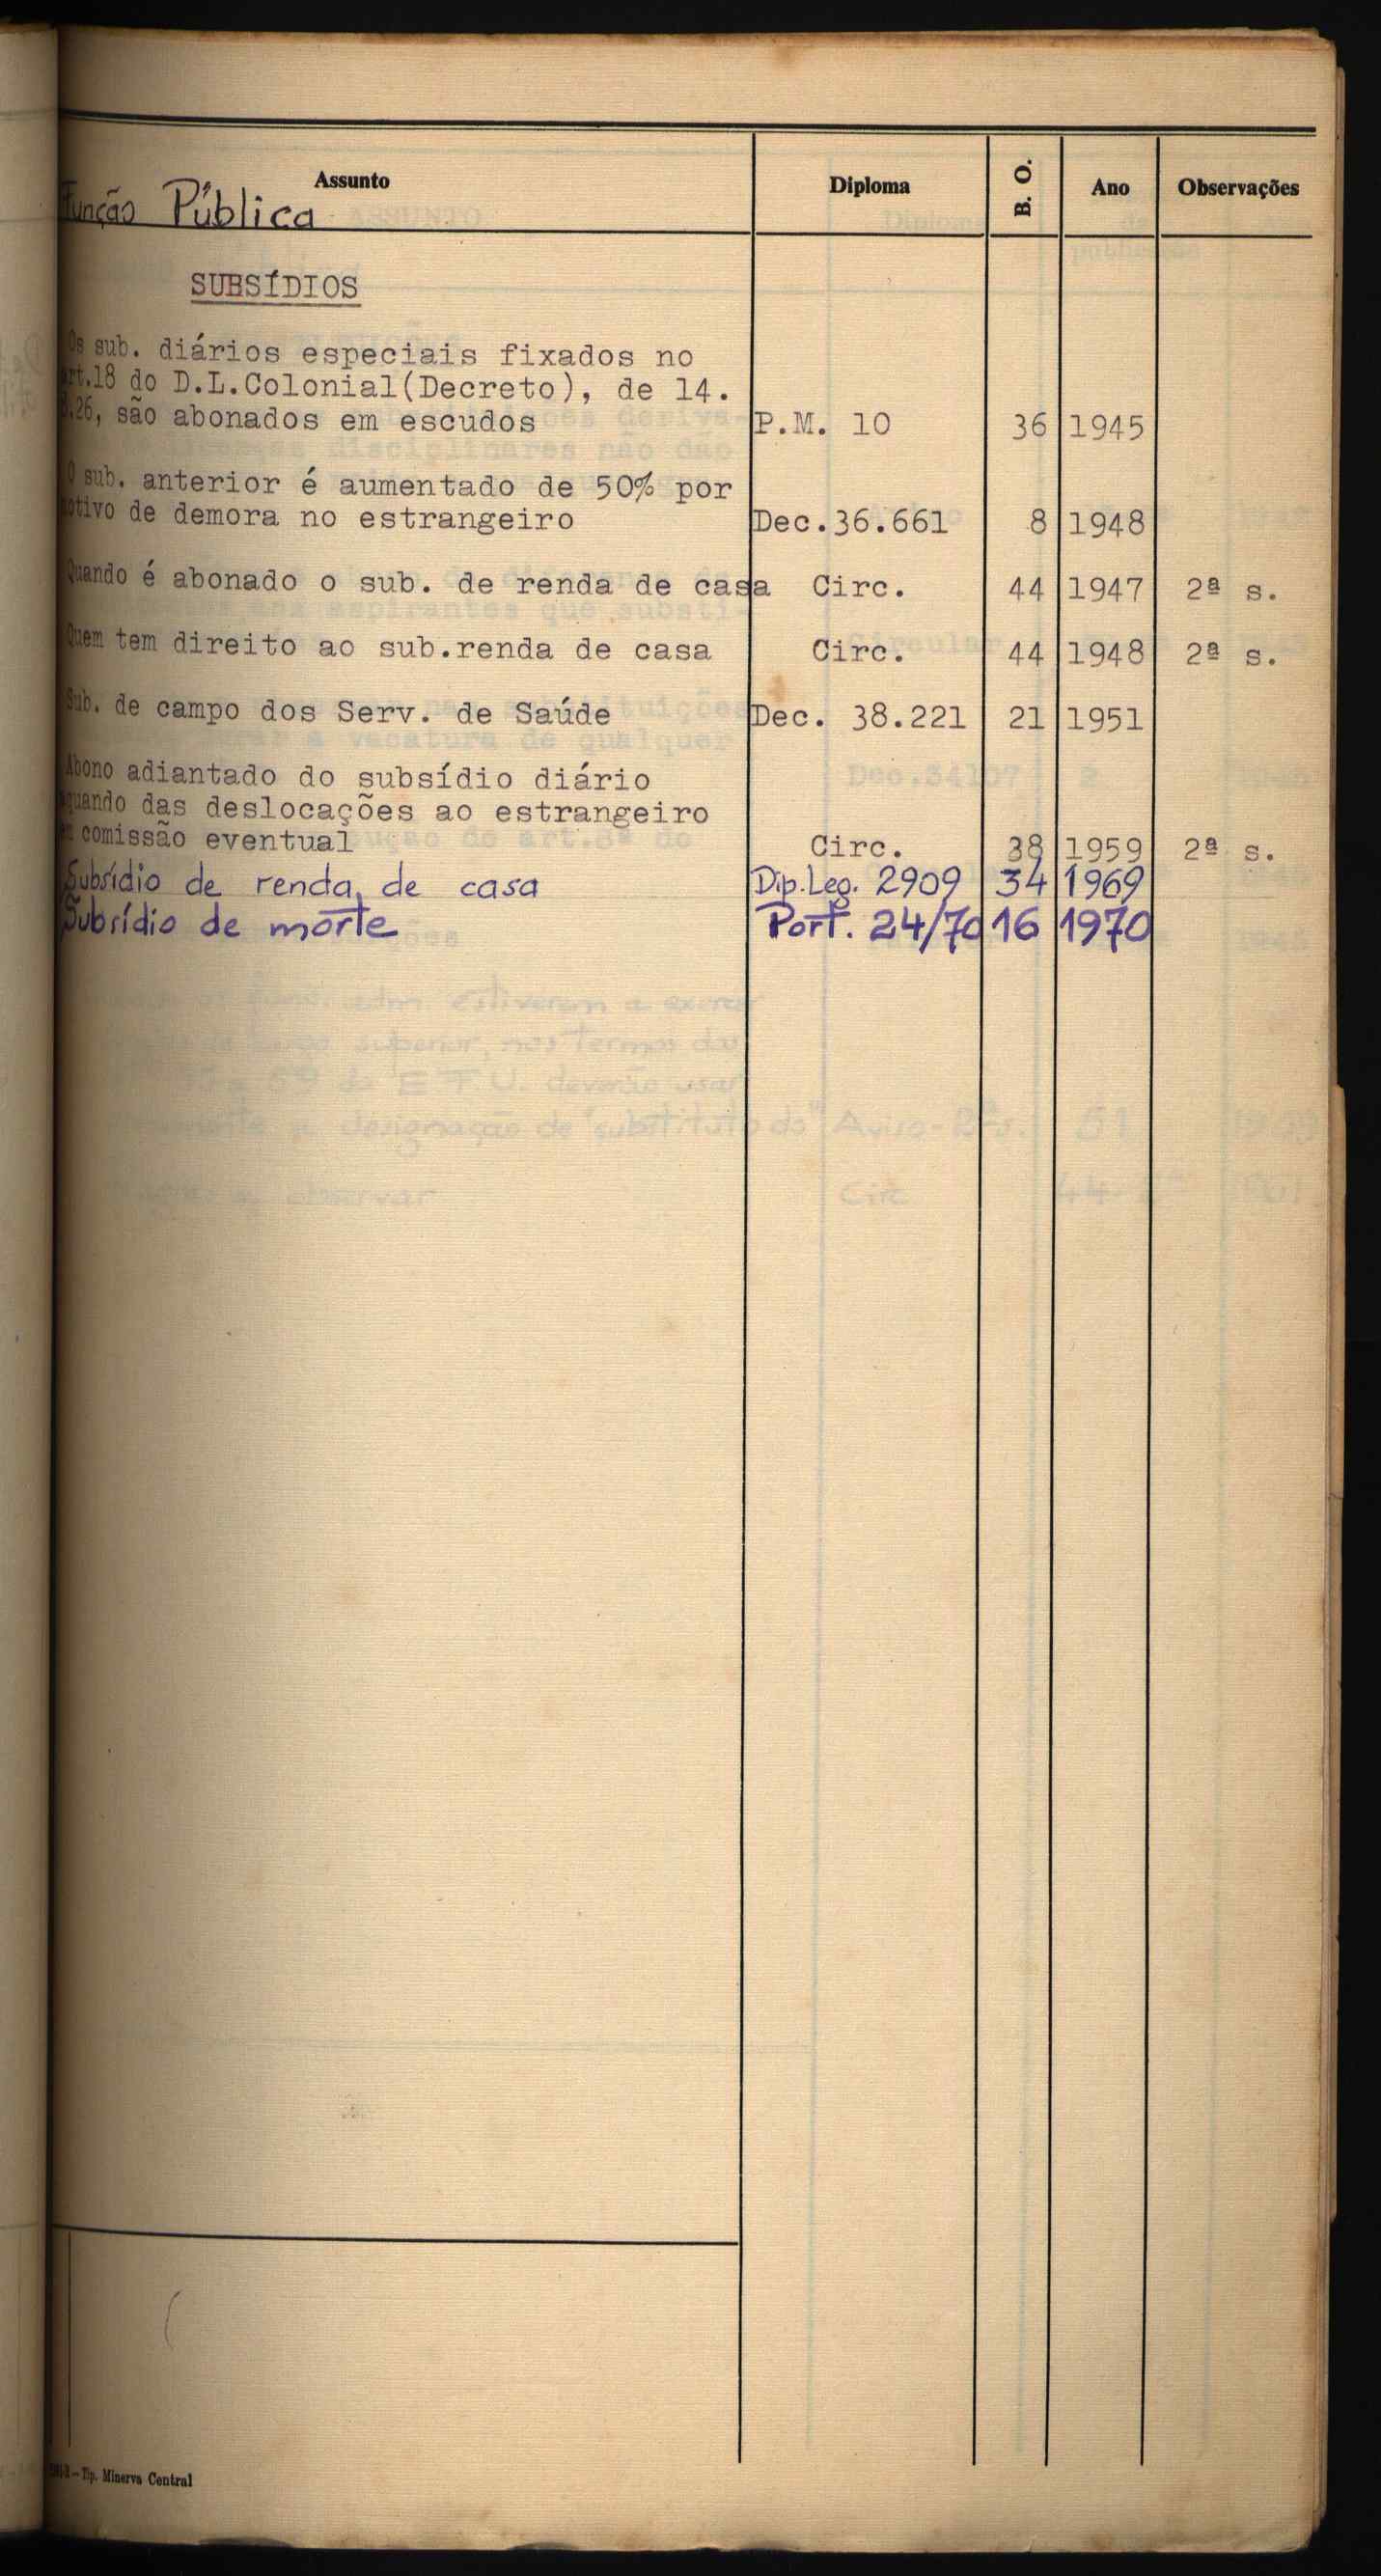 Assunto Diploma B. O. Ano Observações
Função Pública
SUBSÍDIOS
Os sub. diários especiais fixados no
art.18 do D.L.Colonial(Decreto), de 14.
.26, são abonados em escudos P.M. 10 36 1945
O sub. anterior é aumentado de 50% por
motivo de demora no estrangeiro Dec.36.661 8 1948
Quando é abonado o sub. de renda de casa Circ. 44 1947 2ª s.
Quem tem direito ao sub.renda de casa Circ. 44 1948 2ª s.
Sub. de campo dos Serv. de Saúde Dec. 38.221 21 1951
Abono adiantado do subsídio diário
quando das deslocações ao estrangeiro
comissão eventual Circ. 38 1959 2ª s.
Subsídio de renda de casa Dip. Leg. 2909 34 1969
Subsídio de morte Port. 24/70 16 1970
Tip. Minerva Central